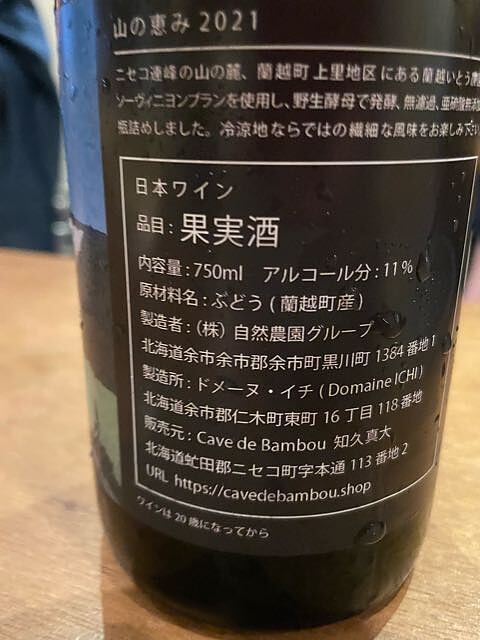 山の恵み 2021
ニセコ連峰の山の麓、蘭越町上里地区にある蘭越いとう農
ソーヴィニヨンブランを使用し、野生酵母で発酵、無濾過、亜硫酸無添加
瓶詰めしました。冷涼地ならではの繊細な風味をお楽しみ下さい
日本ワイン
品目：果実酒
内容量：750ml アルコール分：11%
原材料名：ぶどう（蘭越町産）
製造者：（株）自然農園グループ
北海道余市余市郡余市町黒川町 1384 番地 1
製造所：ドメーヌ・イチ（Domaine ICHI）
北海道余市郡仁木町東町 16 丁目 118 番地
販売元：Cave de Bambou 知久真大
北海道虻田郡ニセコ町字本通 113 番地 2
URL https://cavedebambou.shop
ワインは 20 歳になってから